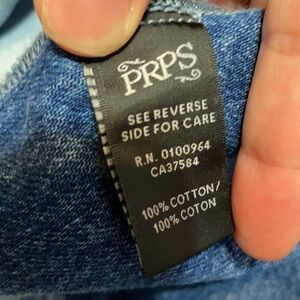 PRPS
SEE REVERSE
SIDE FOR CARE
R.N. 0100964
CA37584
100% COTTON/
100% COTON